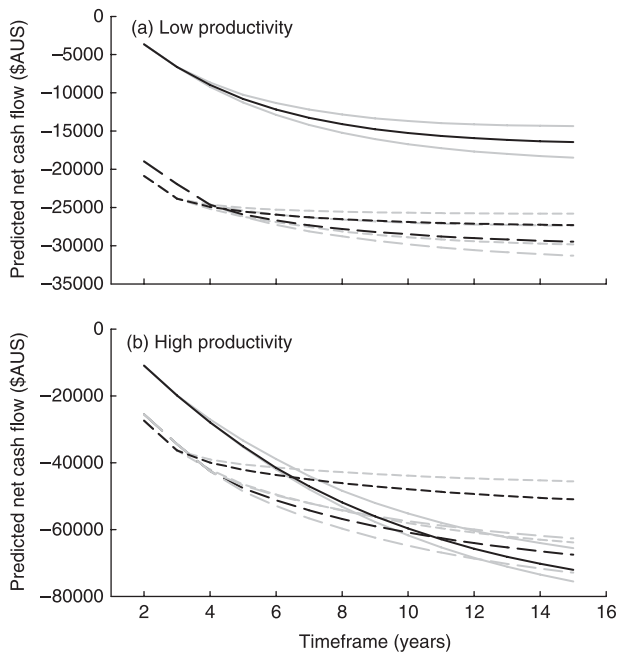 (a) Low productivity
Predicted net cash flow ($AUS)
0
–5000
–10000
–15000
–20000
–25000
–30000
–35000
(b) High productivity
Predicted net cash flow ($AUS)
0
–20000
–40000
–60000
–80000
2 4 6 8 10 12 14 16
Timeframe (years)